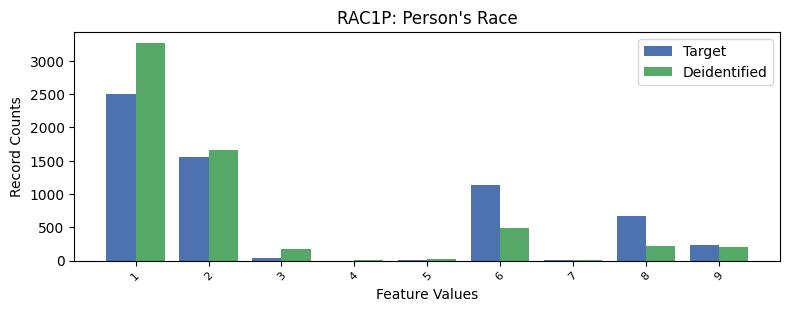 RAC1P: Person's Race
Target
Deidentified
Record Counts
3000
2500
2000
1500
1000
500
0
1 2 3 4 5 6 7 8 9
Feature Values